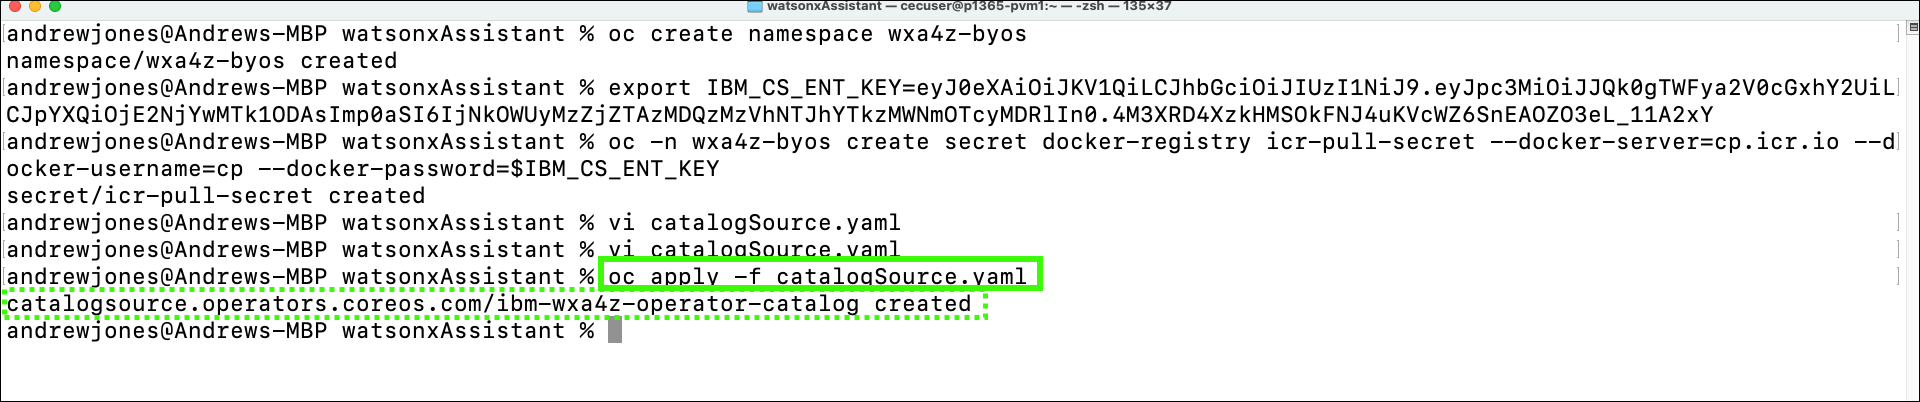 watsonxAssistant — cecuser@p1365-pvm1:~ — -zsh — 135×37
andrewjones@Andrews-MBP watsonxAssistant % oc create namespace wxa4z-byos
namespace/wxa4z-byos created
andrewjones@Andrews-MBP watsonxAssistant % export IBM_CS_ENT_KEY=eyJ0eXAiOiJKV1QiLCJhbGciOiJIUzI1NiJ9.eyJpc3MiOiJJQk0gTWFya2V0cGxhY2UiL
CJpYXQiOjE2NjYwMTk1ODAsImp0aSI6IjNkOWUyMzZjZTAzMDQzMzVhNTJhYTkzMWNmOTcyMDRlIn0.4M3XRD4XzkHMSOkFNJ4uKVcWZ6SnEAOZO3eL_11A2xY
andrewjones@Andrews-MBP watsonxAssistant % oc -n wxa4z-byos create secret docker-registry icr-pull-secret --docker-server=cp.icr.io --d
ocker-username=cp --docker-password=$IBM_CS_ENT_KEY
secret/icr-pull-secret created
andrewjones@Andrews-MBP watsonxAssistant % vi catalogSource.yaml
andrewjones@Andrews-MBP watsonxAssistant % vi catalogSource.yaml
andrewjones@Andrews-MBP watsonxAssistant % oc apply -f catalogSource.yaml
catalogsource.operators.coreos.com/ibm-wxa4z-operator-catalog created
andrewjones@Andrews-MBP watsonxAssistant %